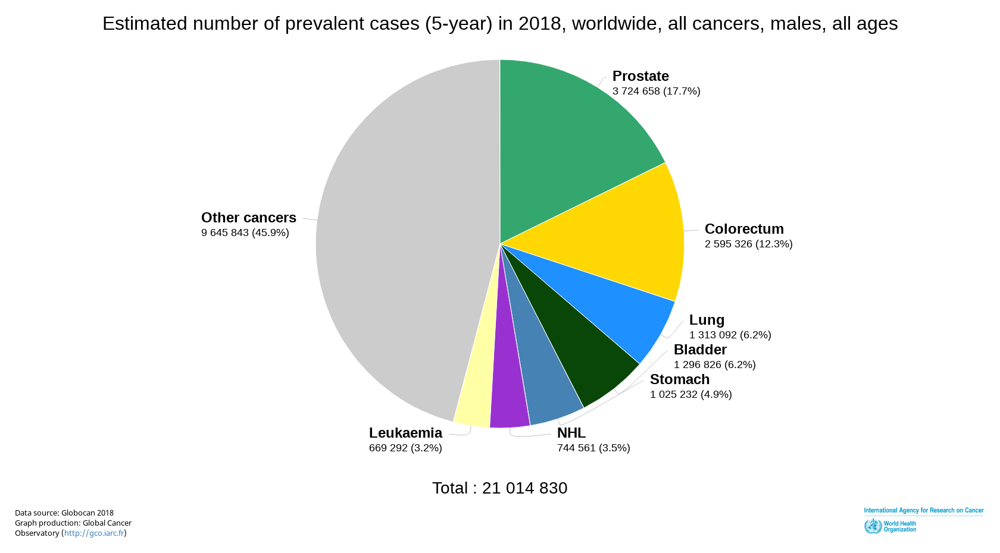 Estimated number of prevalent cases (5-year) in 2018, worldwide, all cancers, males, all ages
Prostate
3 724 658 (17.7%)
Other cancers
9 645 843 (45.9%)
Colorectum
2 595 326 (12.3%)
Lung
1 313 092 (6.2%)
Bladder
1 296 826 (6.2%)
Stomach
1 025 232 (4.9%)
Leukaemia
669 292 (3.2%)
NHL
744 561 (3.5%)
Total : 21 014 830
Data source: Globocan 2018
Graph production: Global Cancer
Observatory (http://gco.iarc.fr)
International Agency for Research on Cancer
World Health
Organization